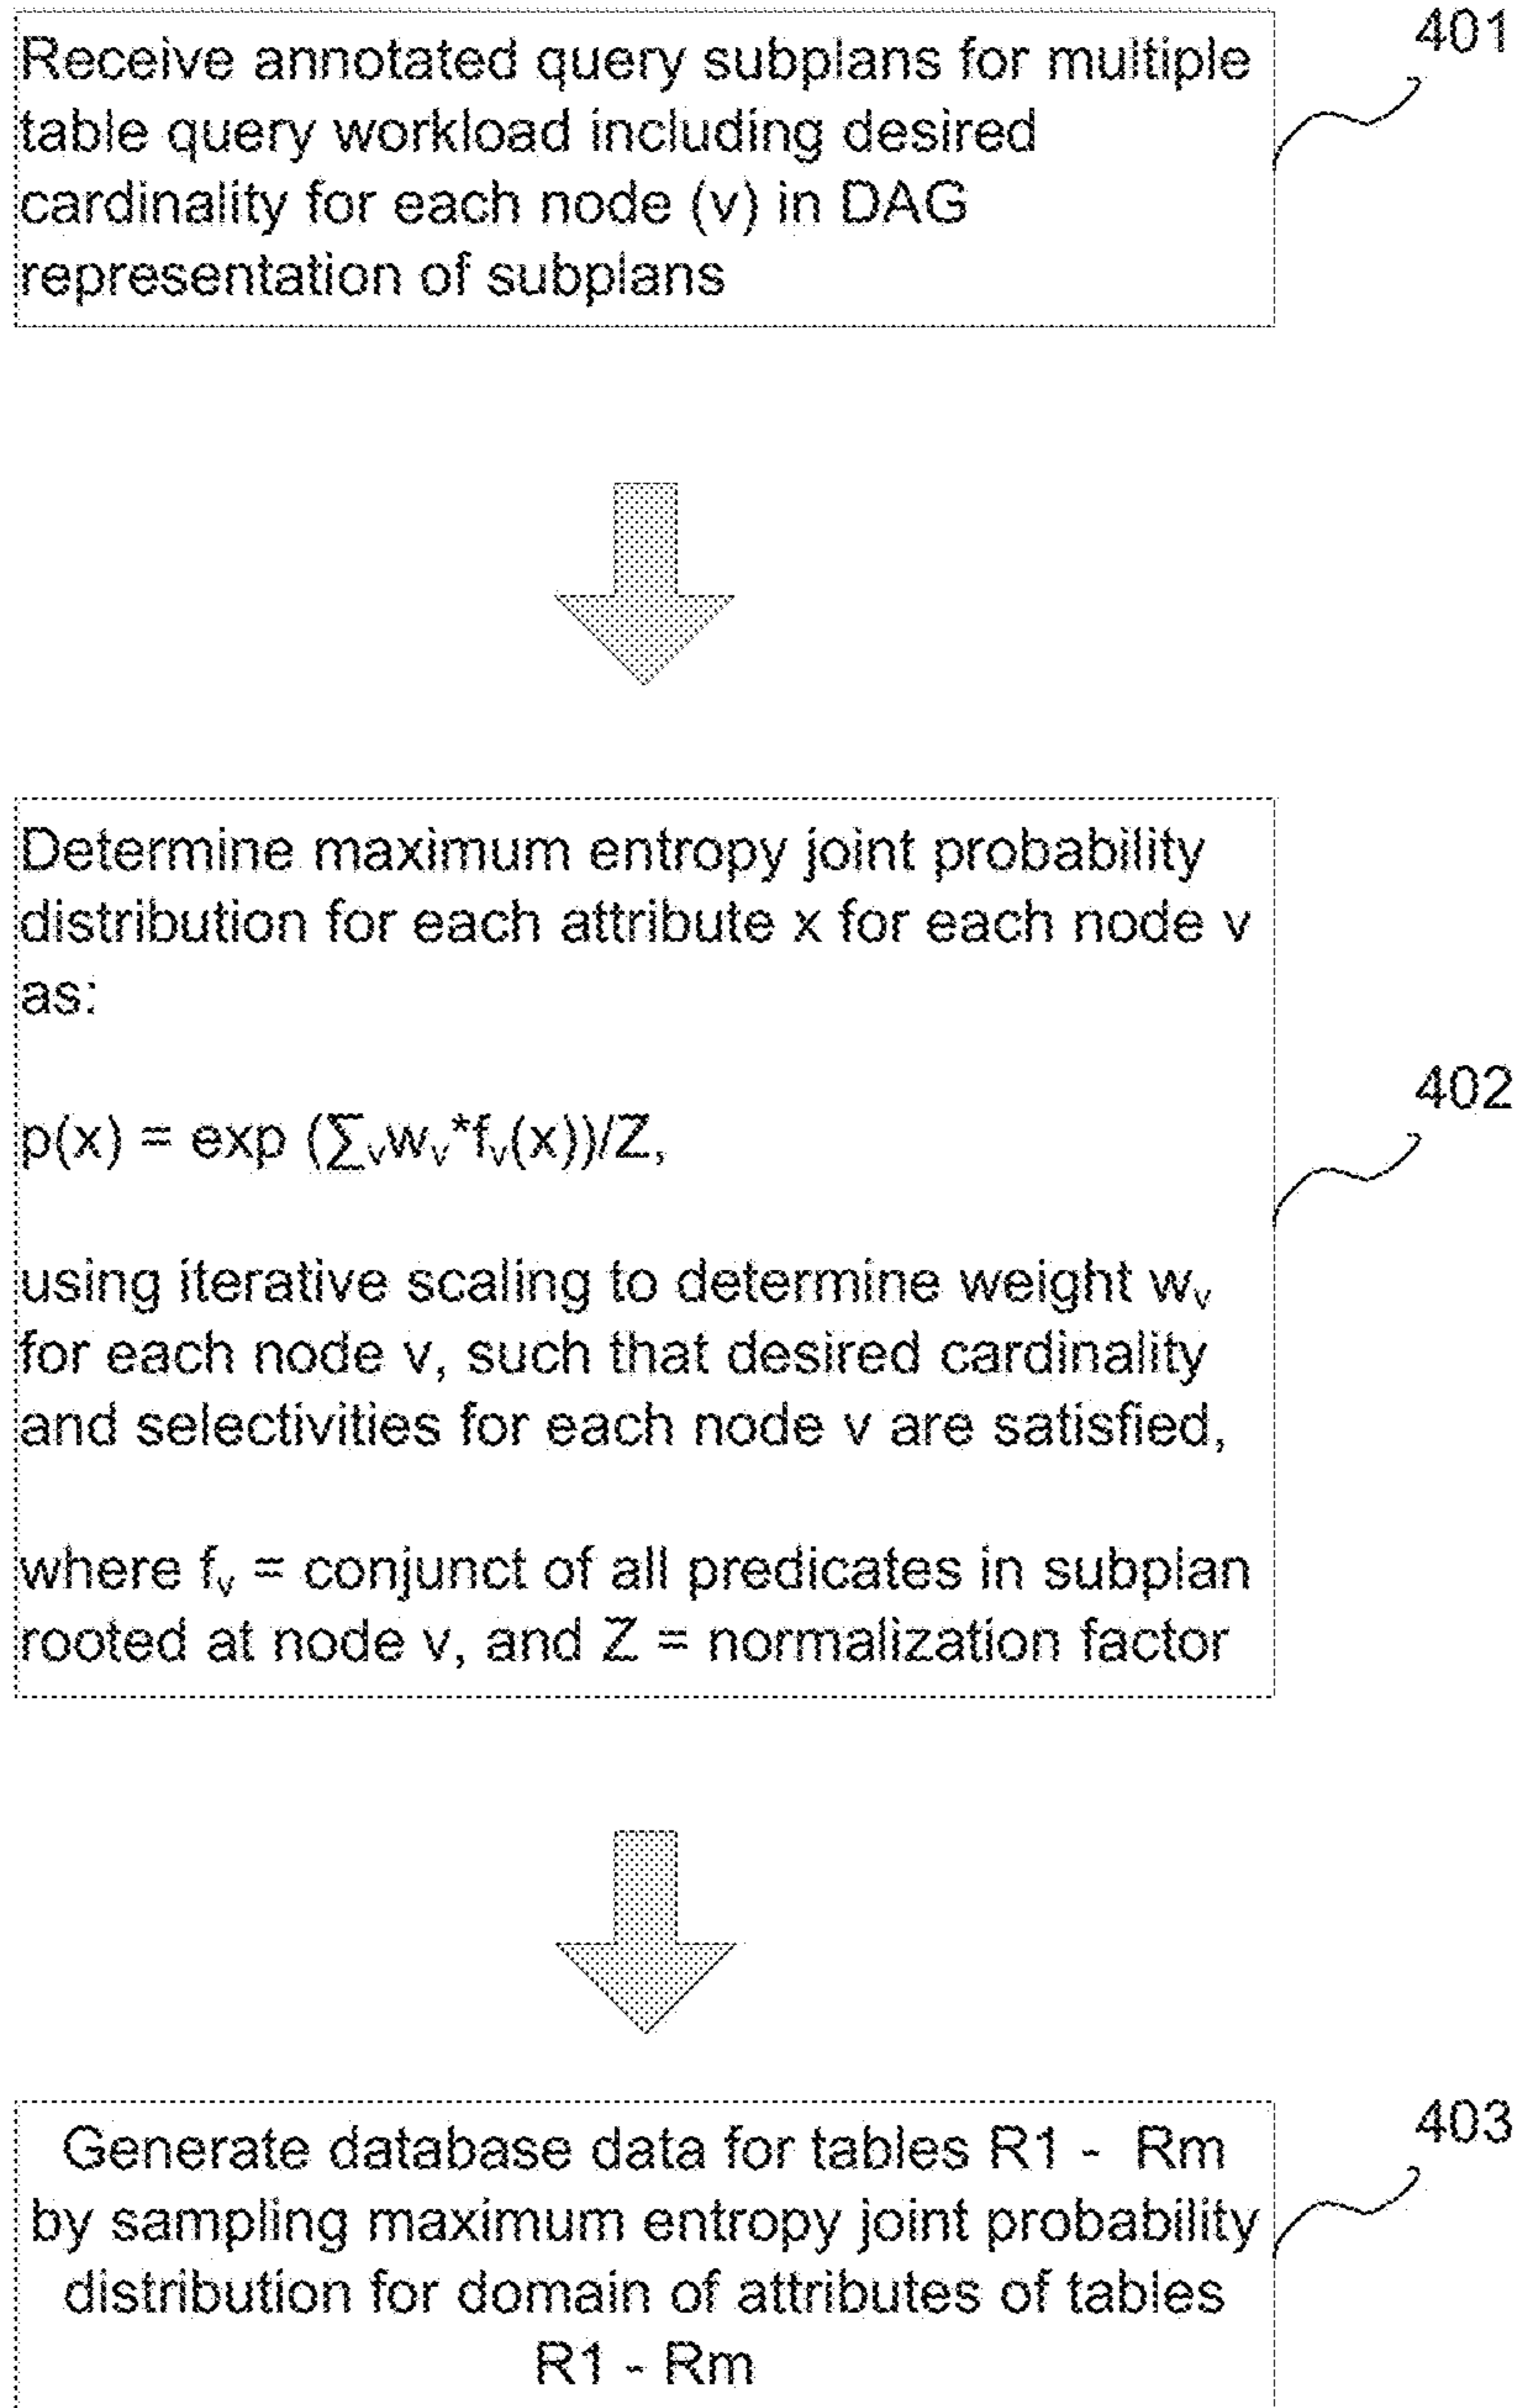 401
Receive annotated query subplans for multiple
table query workload including desired
cardinality for each node (v) in DAG
representation of subplans
Determine maximum entropy joint probability
distribution for each attribute x for each node v
as:
402
p(x) = exp (∑ᵥwᵥ*fᵥ(x))/Z,
using iterative scaling to determine weight wᵥ
for each node v, such that desired cardinality
and selectivities for each node v are satisfied,
where fᵥ = conjunct of all predicates in subplan
rooted at node v, and Z = normalization factor
403
Generate database data for tables R1 - Rm
by sampling maximum entropy joint probability
distribution for domain of attributes of tables
R1 - Rm